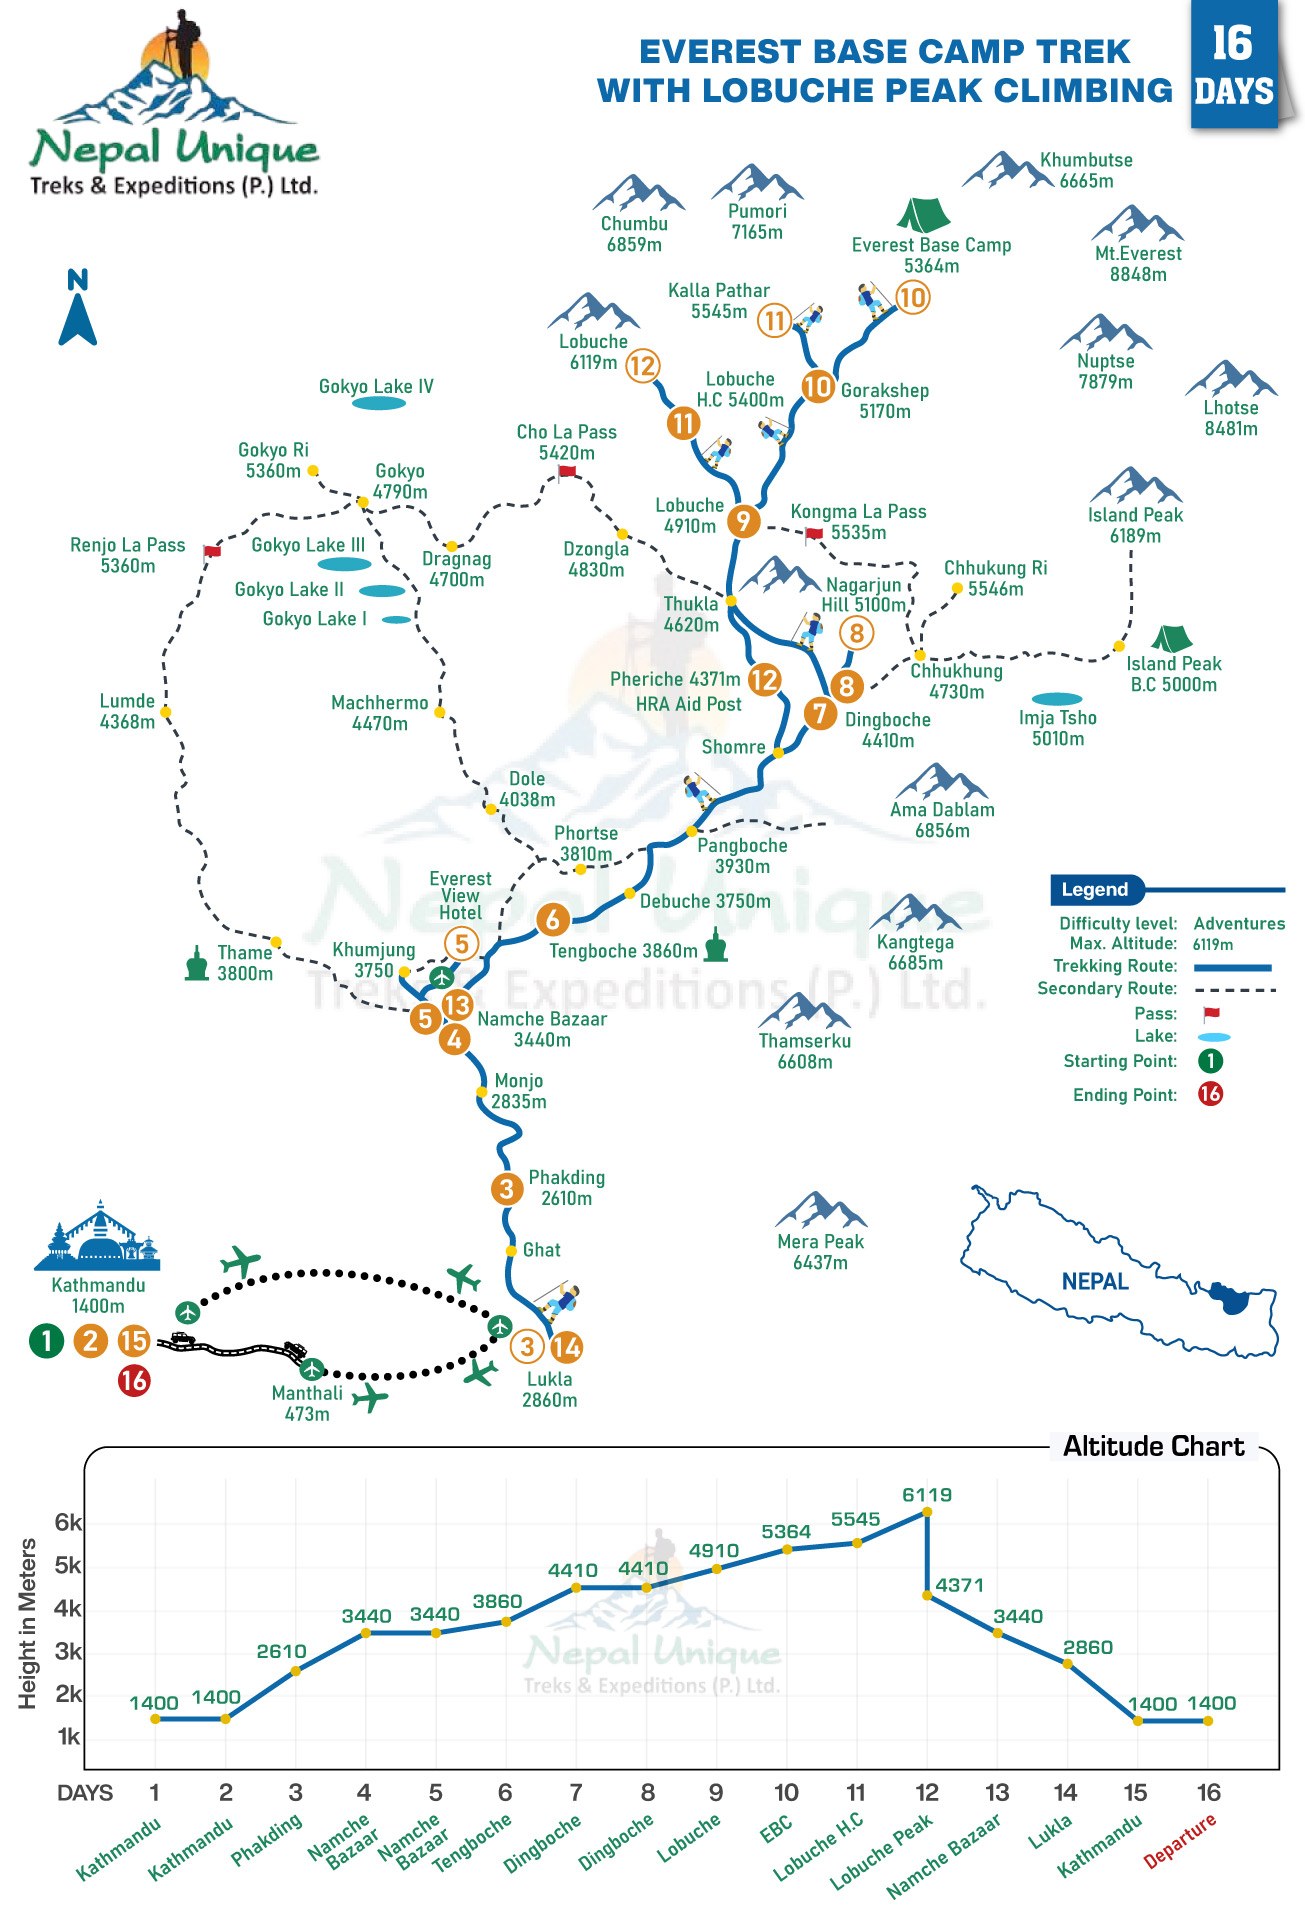 Nepal Unique
Treks & Expeditions (P.) Ltd.
EVEREST BASE CAMP TREK
WITH LOBUCHE PEAK CLIMBING
16
DAYS
Khumbutse
6665m
Chumbu
6859m
Pumori
7165m
Everest Base Camp
5364m
Mt.Everest
8848m
N
Kalla Pathar
5545m
11
10
Lobuche
6119m
12
Nuptse
7879m
Lobuche
H.C 5400m
10
Gorakshep
5170m
Lhotse
8481m
Gokyo Lake IV
11
Cho La Pass
5420m
Gokyo Ri
5360m
Gokyo
4790m
Lobuche
4910m
9
Kongma La Pass
5535m
Island Peak
6189m
Renjo La Pass
5360m
Gokyo Lake III
Gokyo Lake II
Gokyo Lake I
Dragnag
4700m
Dzongla
4830m
Thukla
4620m
Nagarjun
Hill 5100m
8
Chhukung Ri
5546m
Pheriche 4371m
HRA Aid Post
12
8
7
Dingboche
4410m
Chhukhung
4730m
Island Peak
B.C 5000m
Imja Tsho
5010m
Lumde
4368m
Machhermo
4470m
Shomre
Dole
4038m
Ama Dablam
6856m
Phortse
3810m
Pangboche
3930m
Nepal Unique
Treks & Expeditions (P.) Ltd.
Everest
View
Hotel
5
6
Debuche 3750m
Tengboche 3860m
Kangtega
6685m
Thame
3800m
Khumjung
3750
5
13
4
Namche Bazaar
3440m
Thamserku
6608m
Legend
Difficulty level: Adventures
Max. Altitude: 6119m
Trekking Route:
Secondary Route:
Pass:
Lake:
Starting Point: 1
Ending Point: 16
Monjo
2835m
3
Phakding
2610m
Ghat
Mera Peak
6437m
NEPAL
Kathmandu
1400m
1
2
15
16
Manthali
473m
3
14
Lukla
2860m
Altitude Chart
Height in Meters
6k
5k
4k
3k
2k
1k
1400
1400
2610
3440
3440
3860
4410
4410
4910
5364
5545
6119
4371
3440
2860
1400
1400
Nepal Unique
Treks & Expeditions (P.) Ltd.
DAYS 1 2 3 4 5 6 7 8 9 10 11 12 13 14 15 16
Kathmandu
Kathmandu
Phakding
Namche
Bazaar
Namche
Bazaar
Tengboche
Dingboche
Dingboche
Lobuche
EBC
Lobuche H.C
Lobuche Peak
Namche Bazaar
Lukla
Kathmandu
Departure